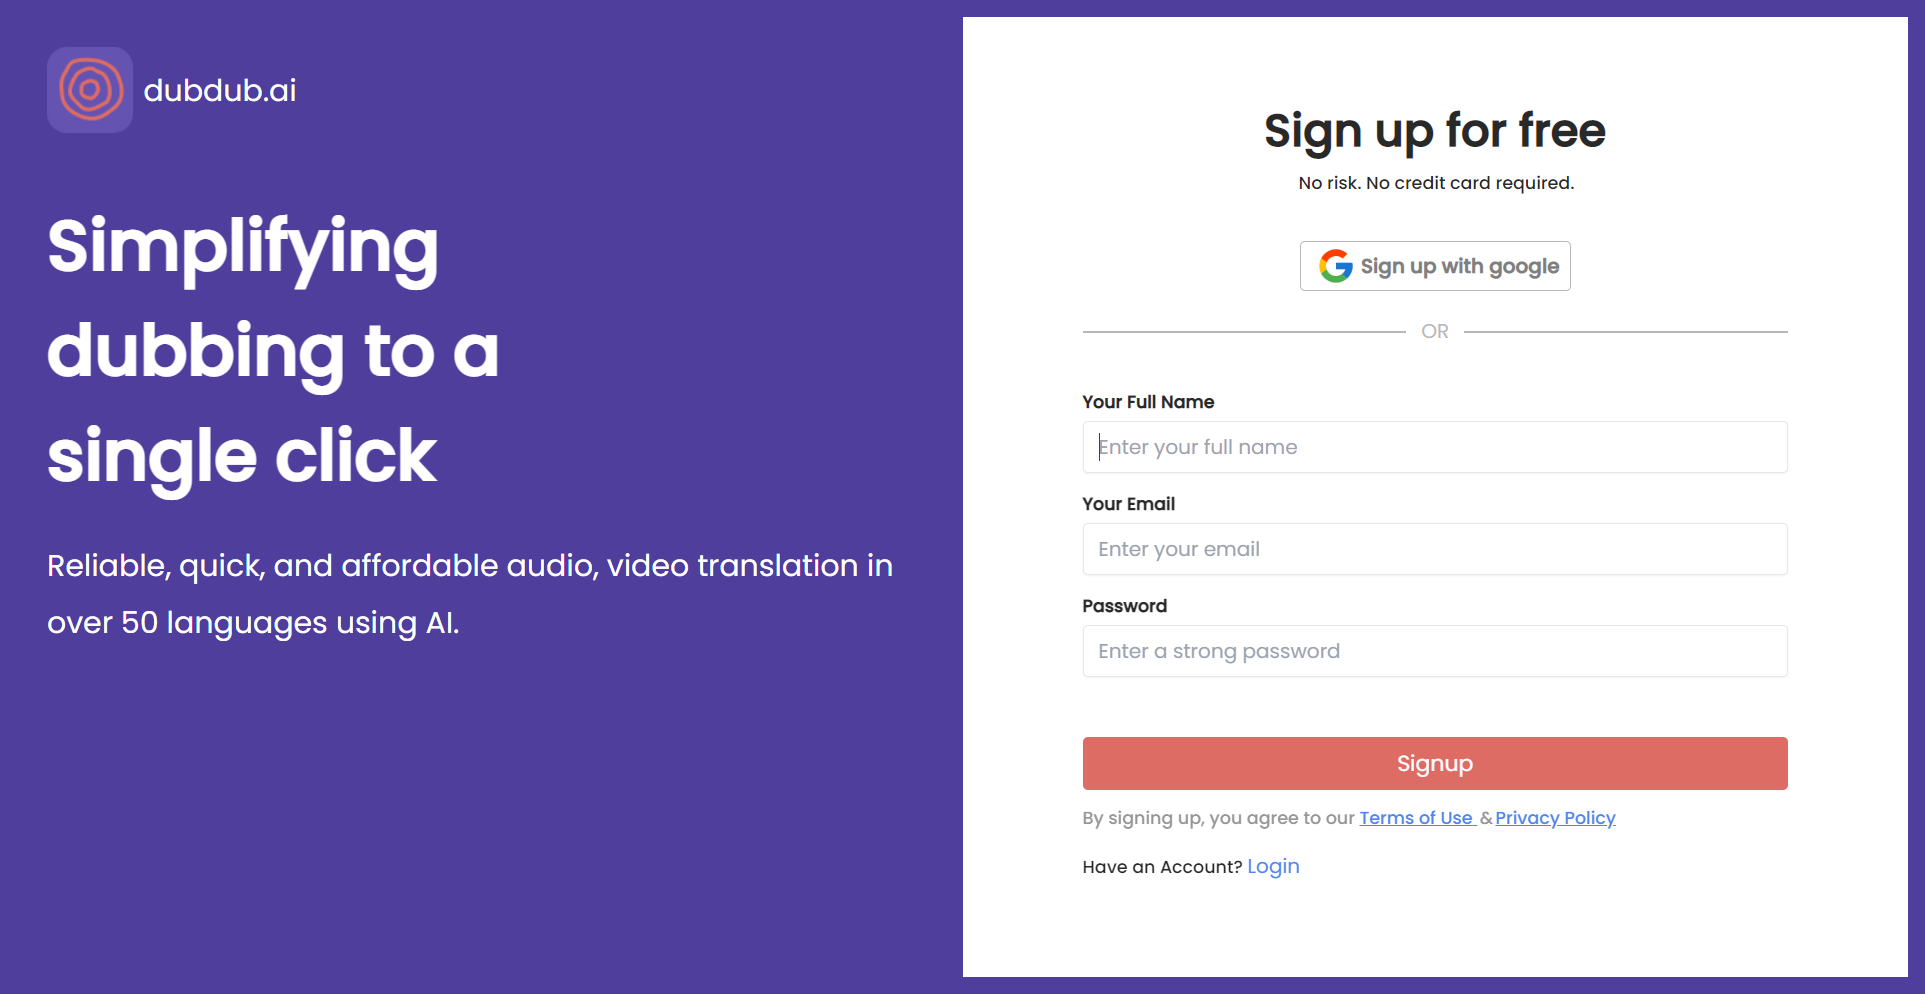 dubdub.ai
Simplifying
dubbing to a
single click
Reliable, quick, and affordable audio, video translation in
over 50 languages using AI.
Sign up for free
No risk. No credit card required.
Sign up with google
OR
Your Full Name
Enter your full name
Your Email
Enter your email
Password
Enter a strong password
Signup
By signing up, you agree to our Terms of Use & Privacy Policy
Have an Account? Login